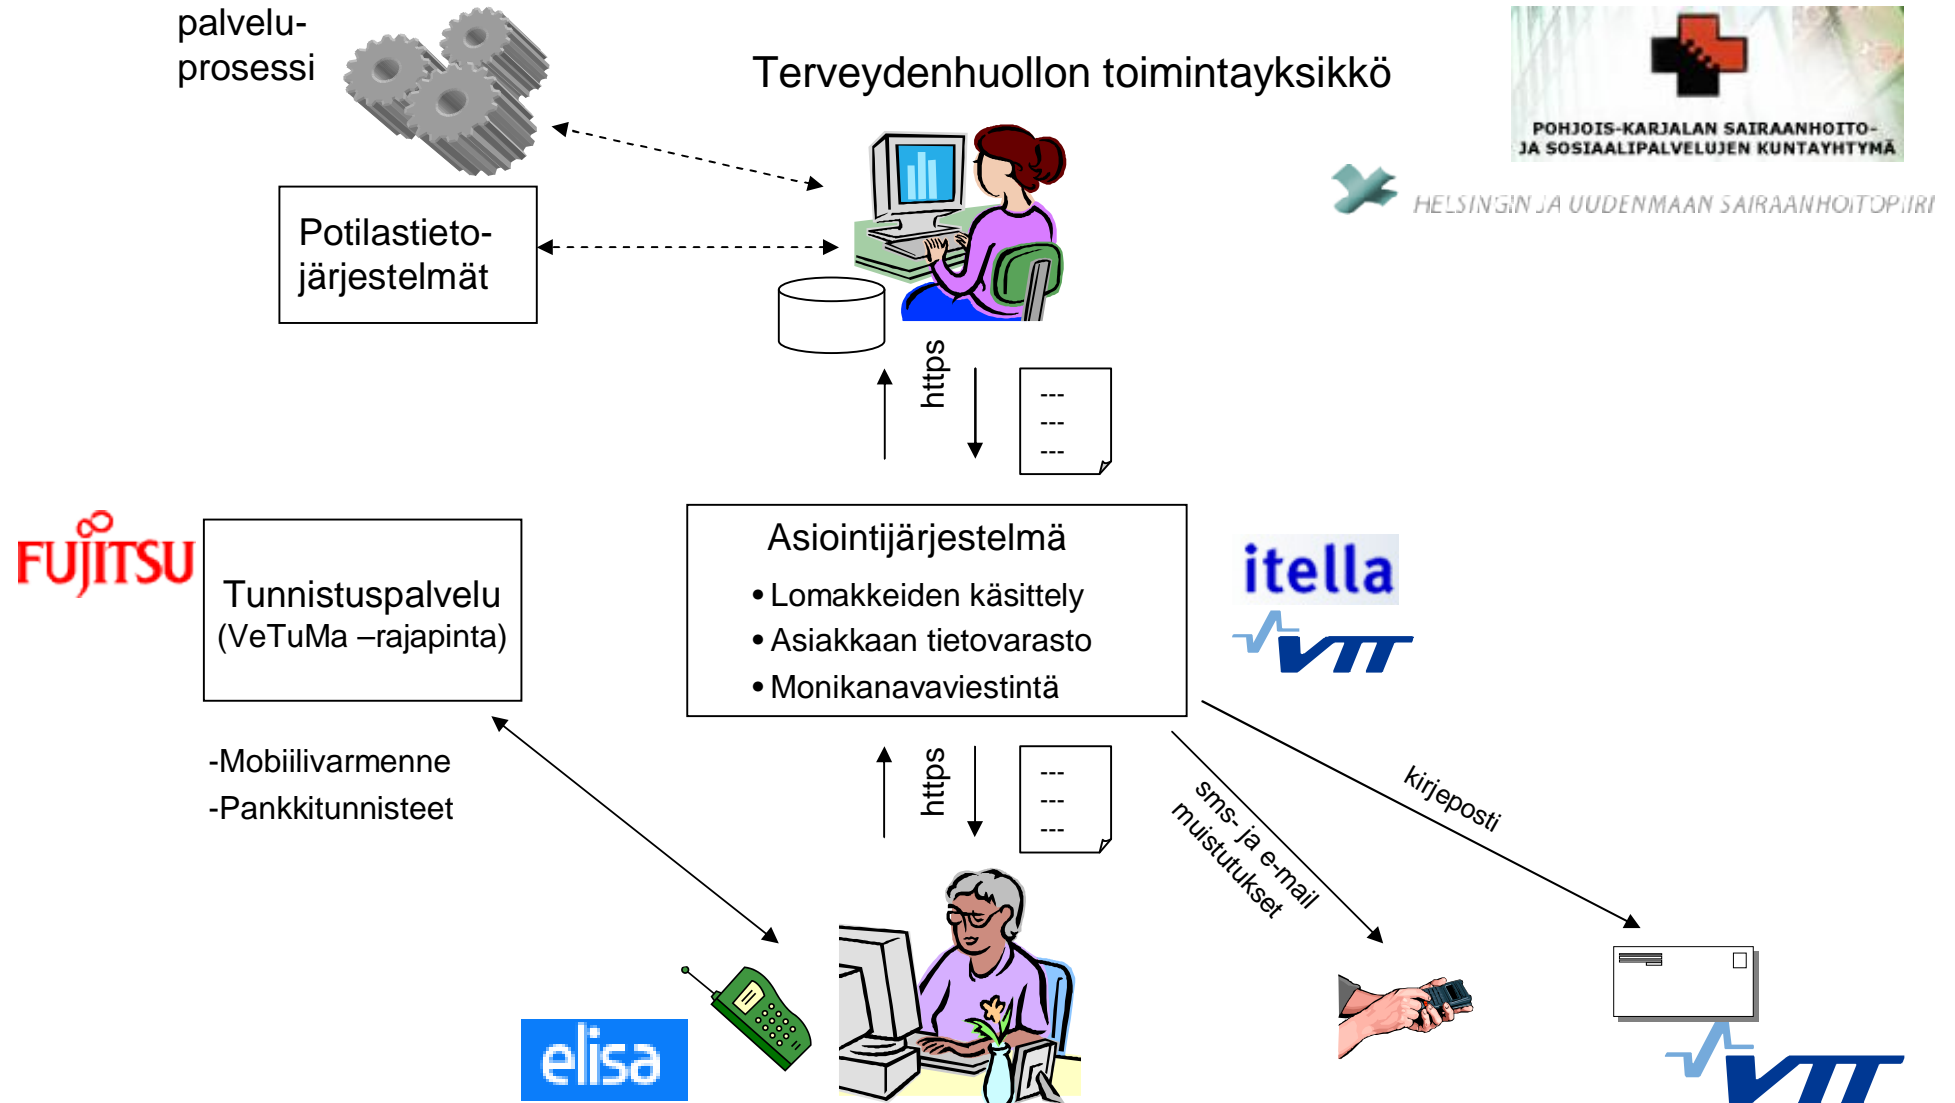 palvelu-
prosessi
Terveydenhuollon toimintayksikkö
POHJOIS-KARJALAN SAIRAANHOITO-
JA SOSIAALIPALVELUJEN KUNTAYHTYMÄ
HELSINGIN JA UUDENMAAN SAIRAANHOITOPIIRI
Potilastieto-
järjestelmät
https
---
---
---
FUJITSU
Tunnistuspalvelu
(VeTuMa –rajapinta)
Asiointijärjestelmä
• Lomakkeiden käsittely
• Asiakkaan tietovarasto
• Monikanavaviestintä
itella
VTT
-Mobiilivarmenne
-Pankkitunnisteet
https
---
---
---
sms- ja e-mail
muistutukset
kirjeposti
elisa
VTT